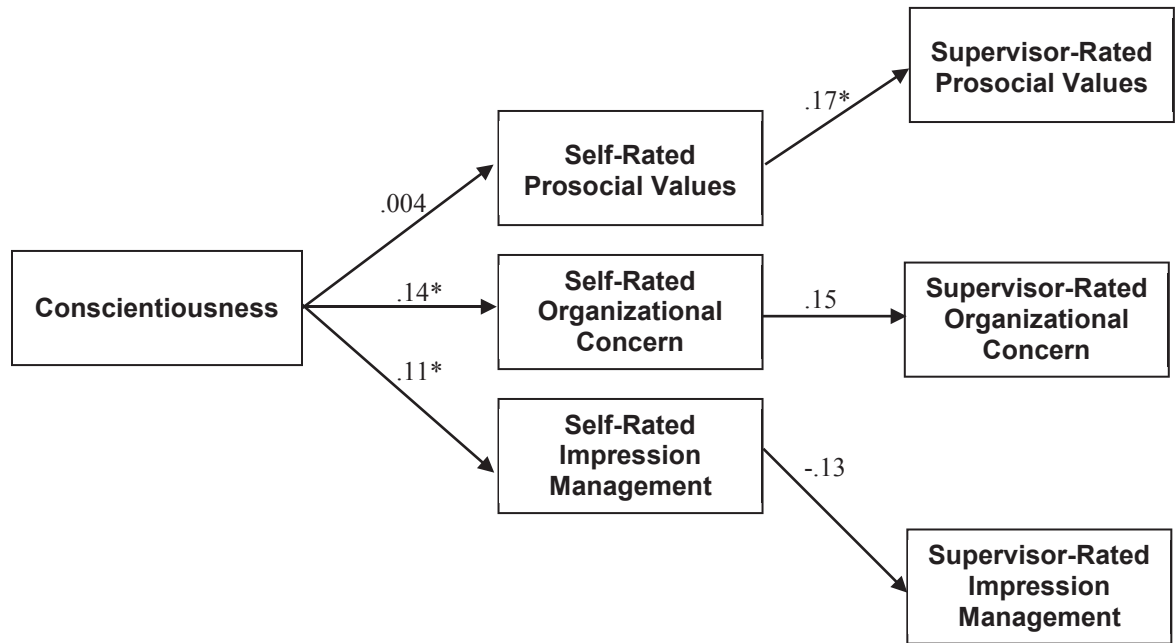 Supervisor-Rated
Prosocial Values
.17*
Self-Rated
Prosocial Values
.004
Conscientiousness
.14*
Self-Rated
Organizational
Concern
.15
Supervisor-Rated
Organizational
Concern
.11*
Self-Rated
Impression
Management
-.13
Supervisor-Rated
Impression
Management